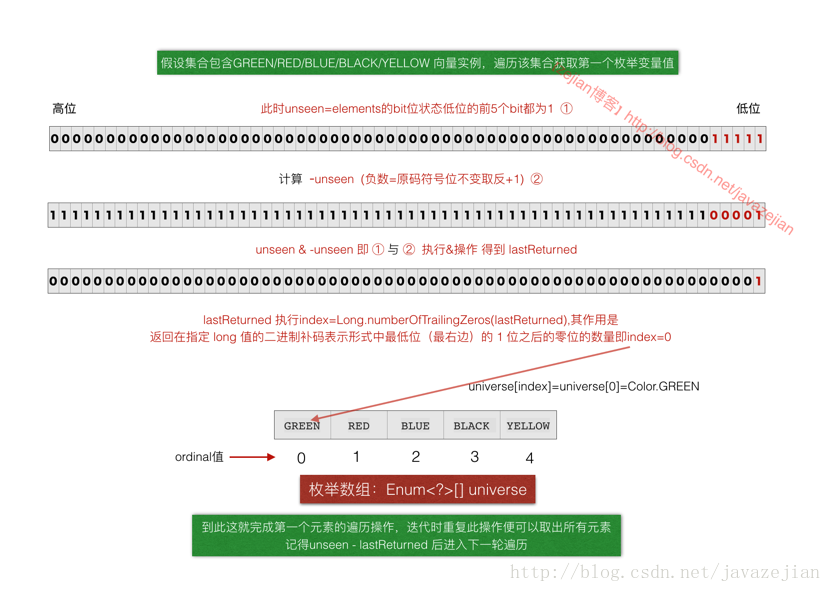 假设集合包含GREEN/RED/BLUE/BLACK/YELLOW 向量实例，遍历该集合获取第一个枚举变量值
高位 此时unseen=elements的bit位状态低位的前5个bit都为1 ① 低位
0000000000000000000000000000000000000000000000000000000000011111
计算 -unseen (负数=原码符号位不变取反+1) ②
1111111111111111111111111111111111111111111111111111111111100001
unseen & -unseen 即 ① 与 ② 执行&操作 得到 lastReturned
0000000000000000000000000000000000000000000000000000000000000001
lastReturned 执行index=Long.numberOfTrailingZeros(lastReturned),其作用是
返回在指定 long 值的二进制补码表示形式中最低位（最右边）的 1 位之后的零位的数量即index=0
universe[index]=universe[0]=Color.GREEN
GREEN RED BLUE BLACK YELLOW
ordinal值 0 1 2 3 4
枚举数组：Enum<?>[] universe
到此这就完成第一个元素的遍历操作，迭代时重复此操作便可以取出所有元素
记得unseen - lastReturned 后进入下一轮遍历
http://blog.csdn.net/javazejian
zejian博客】http://blog.csdn.net/javazejian